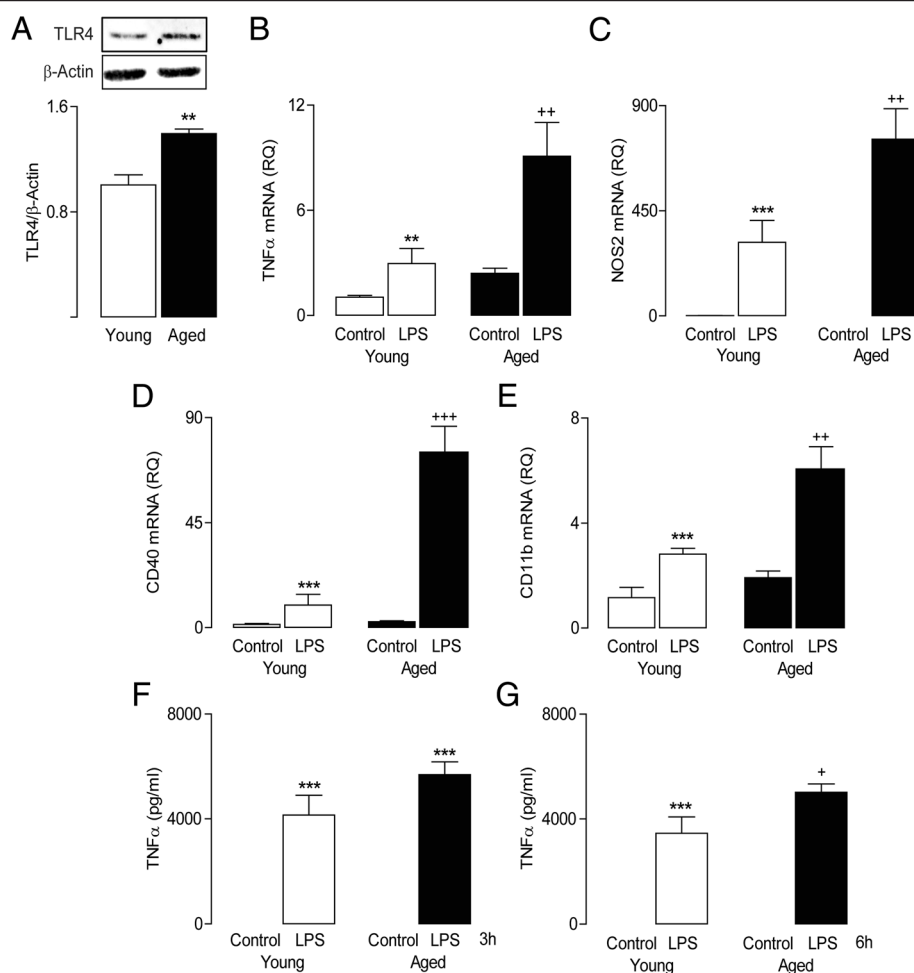 A
TLR4
β-Actin
TLR4/β-Actin
1.6
0.8
**
Young Aged
B
TNFα mRNA (RQ)
12
6
0
**
++
Control LPS Control LPS
Young Aged
C
NOS2 mRNA (RQ)
900
450
0
***
++
Control LPS Control LPS
Young Aged
D
CD40 mRNA (RQ)
90
45
0
***
+++
Control LPS Control LPS
Young Aged
E
CD11b mRNA (RQ)
8
4
0
***
++
Control LPS Control LPS
Young Aged
F
TNFα (pg/ml)
8000
4000
0
***
***
Control LPS Control LPS 3h
Young Aged
G
TNFα (pg/ml)
8000
4000
0
***
+
Control LPS Control LPS 6h
Young Aged